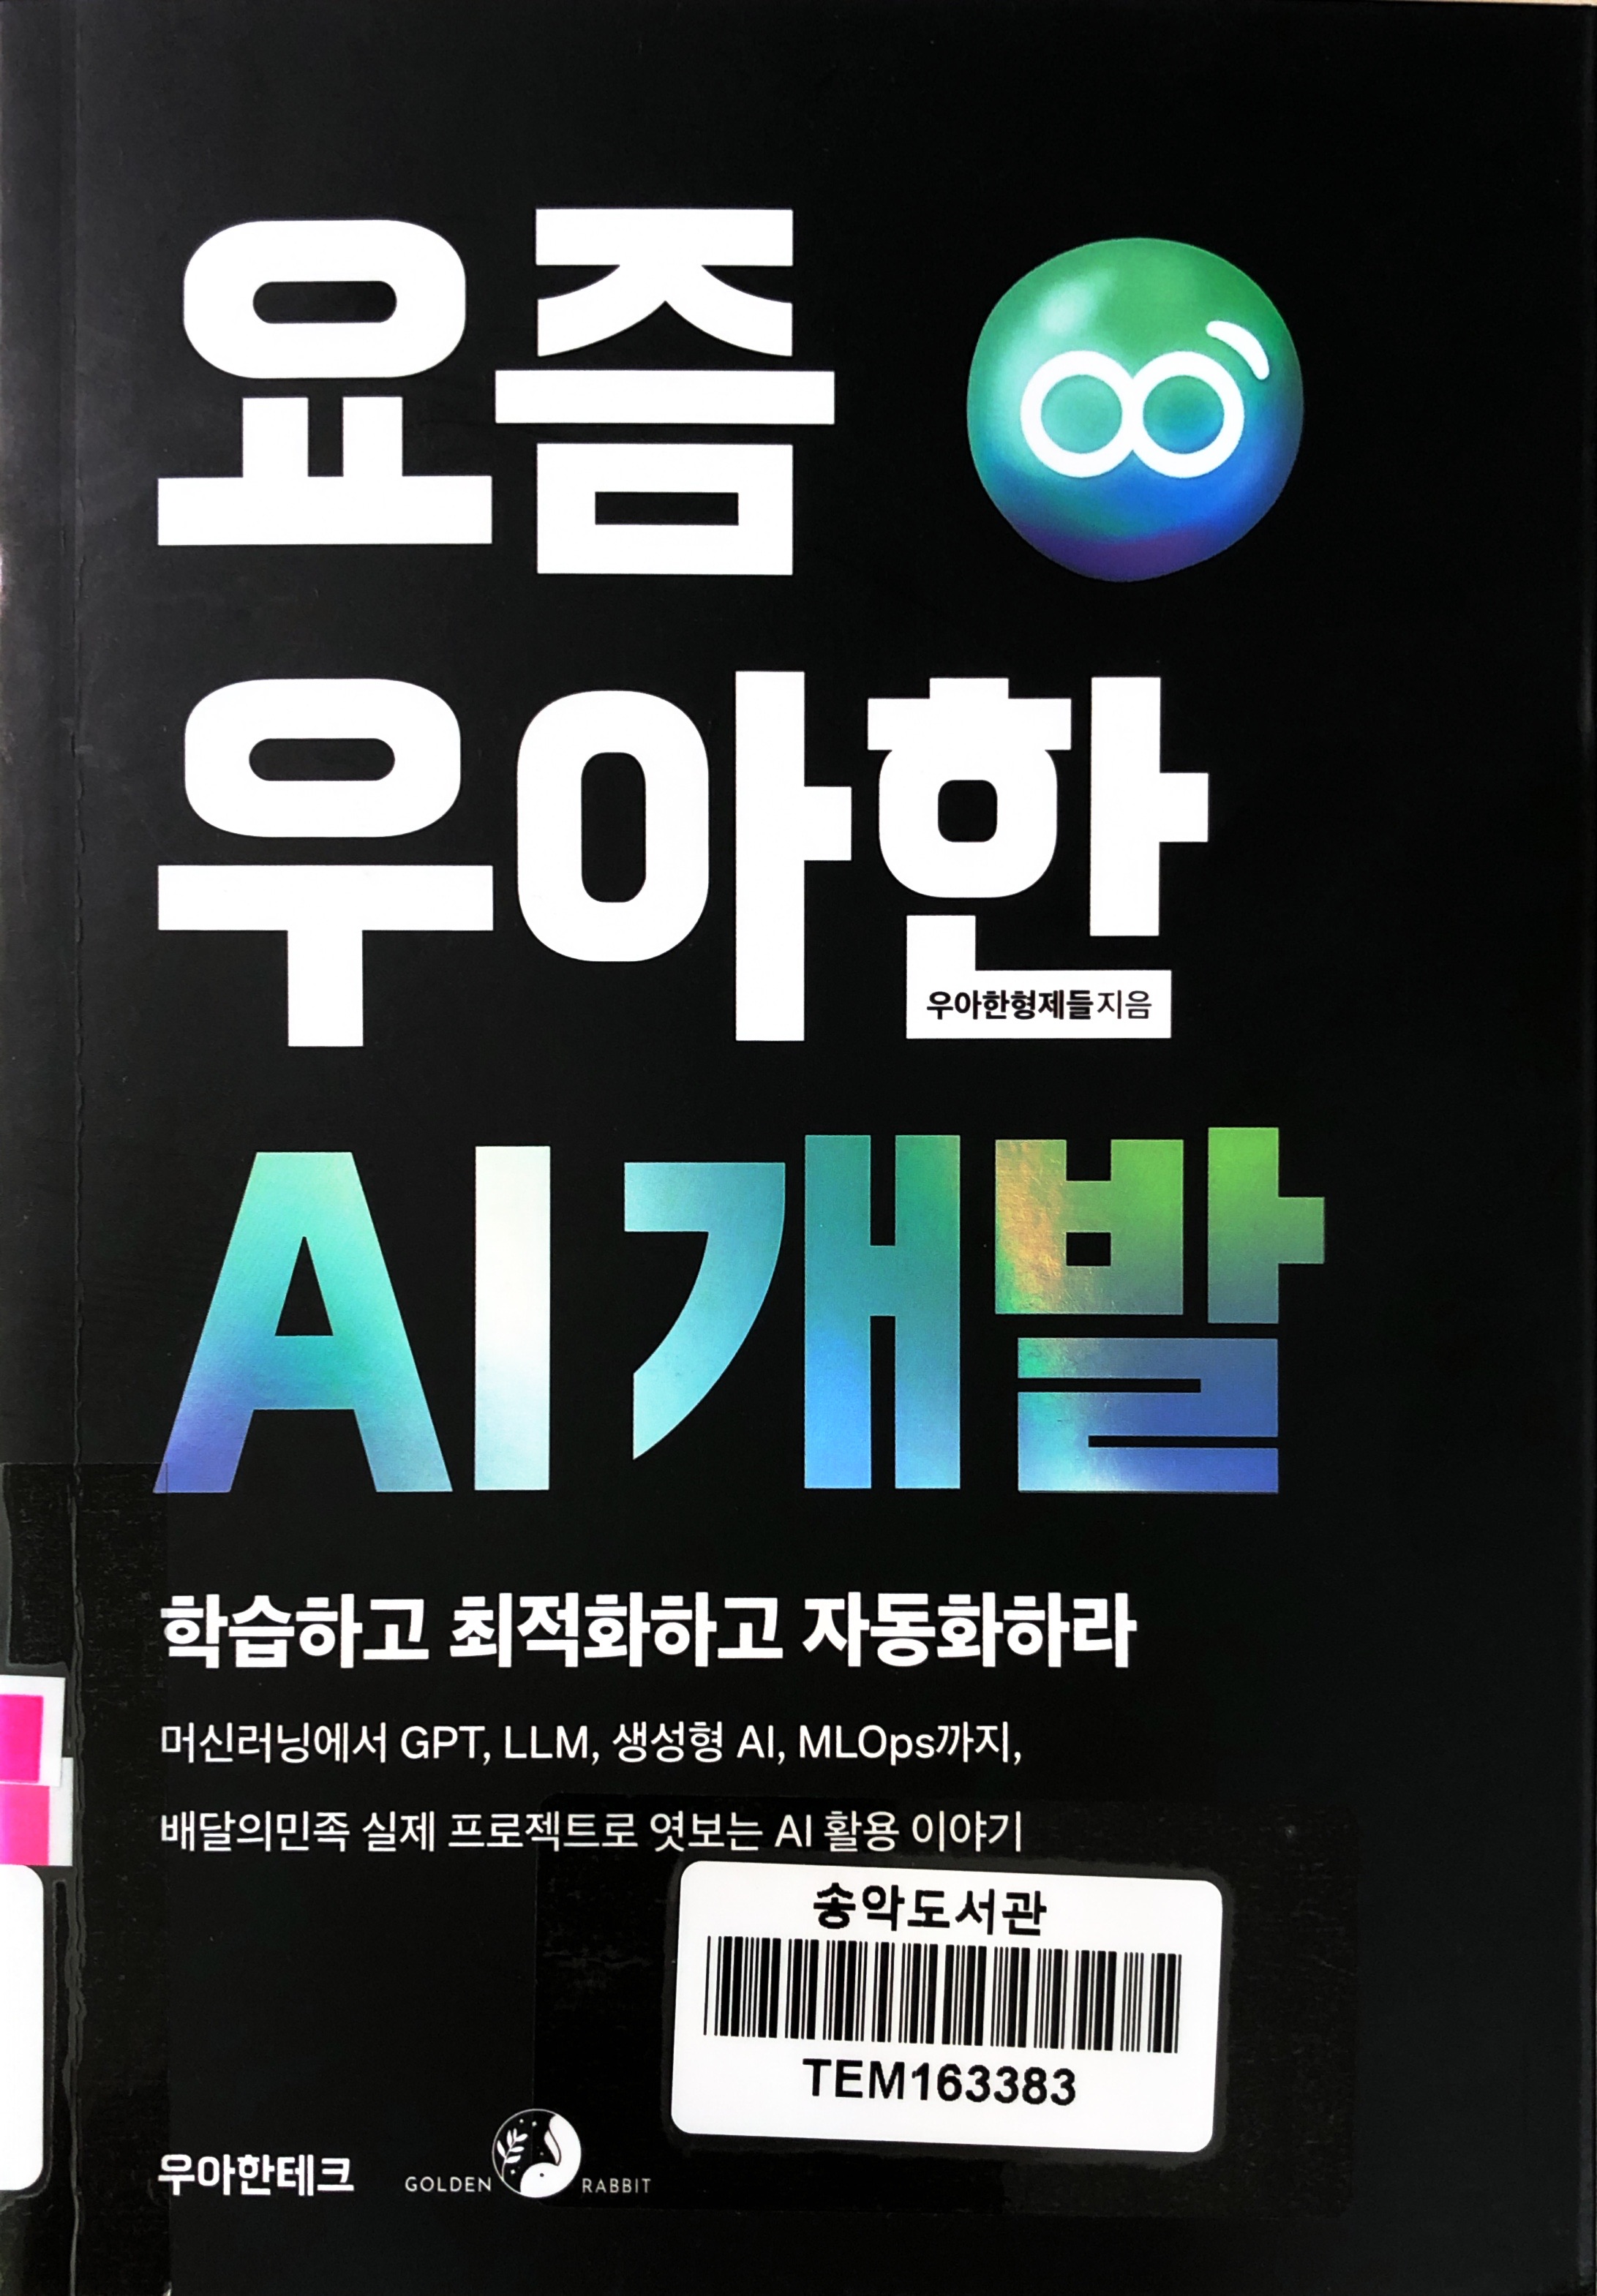 요즘
우아한
우아한형제들지음
AI 개발
학습하고 최적화하고 자동화하라
머신러닝에서 GPT, LLM, 생성형 AI, MLOps까지,
배달의민족 실제 프로젝트로 엿보는 AI 활용 이야기
송악도서관
TEM163383
우아한테크
GOLDEN RABBIT